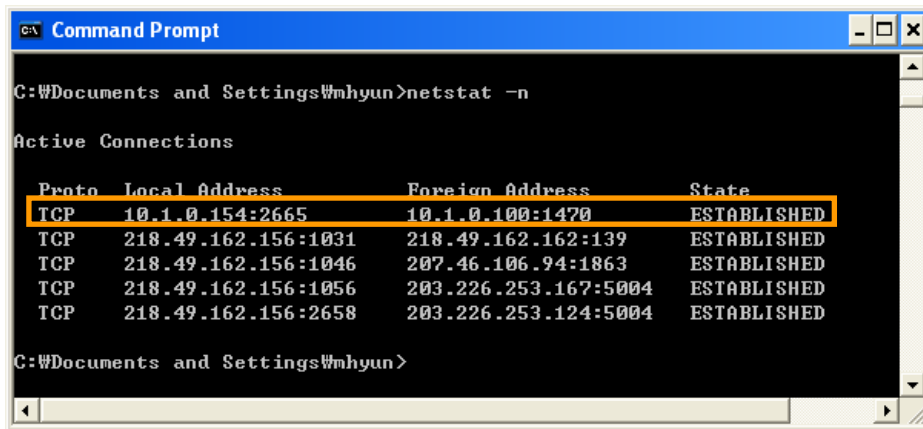 Command Prompt
C:₩Documents and Settings₩mhyun>netstat -n
Active Connections
Proto Local Address Foreign Address State
TCP 10.1.0.154:2665 10.1.0.100:1470 ESTABLISHED
TCP 218.49.162.156:1031 218.49.162.162:139 ESTABLISHED
TCP 218.49.162.156:1046 207.46.106.94:1863 ESTABLISHED
TCP 218.49.162.156:1056 203.226.253.167:5004 ESTABLISHED
TCP 218.49.162.156:2658 203.226.253.124:5004 ESTABLISHED
C:₩Documents and Settings₩mhyun>